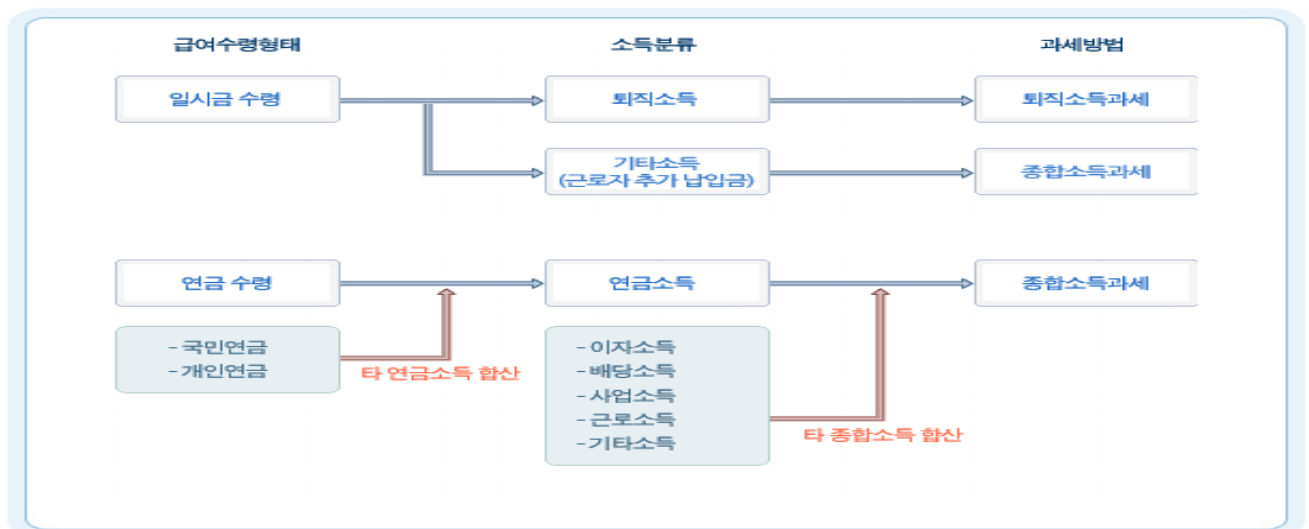 급여수령형태
소득분류
과세방법
일시금 수령
퇴직소득
퇴직소득과세
기타소득
(근로자 추가 납입금)
종합소득과세
연금 수령
연금소득
종합소득과세
- 국민연금
- 개인연금
타 연금소득 합산
- 이자소득
- 배당소득
- 사업소득
- 근로소득
- 기타소득
타 종합소득 합산